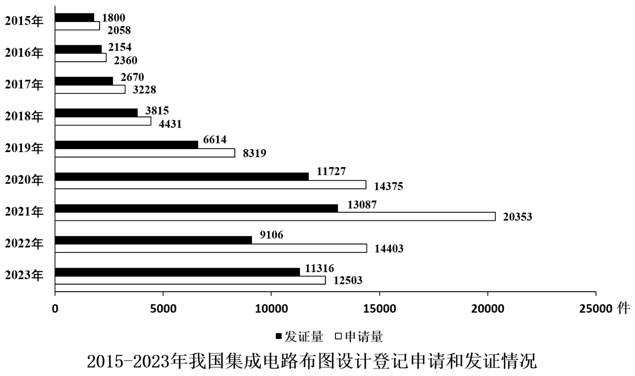 2015年 1800
2058
2016年 2154
2360
2017年 2670
3228
2018年 3815
4431
2019年 6614
8319
2020年 11727
14375
2021年 13087
20353
2022年 9106
14403
2023年 11316
12503
0 5000 10000 15000 20000 25000 件
发证量 申请量
2015-2023年我国集成电路布图设计登记申请和发证情况